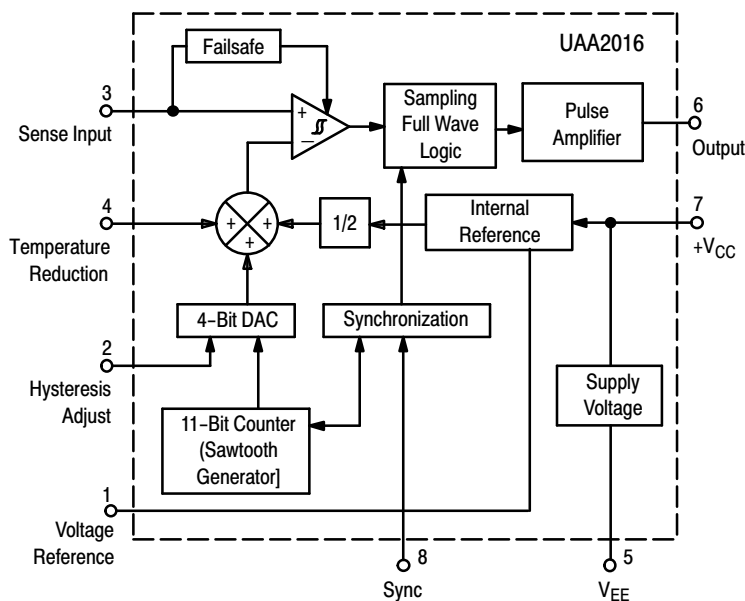 Failsafe
UAA2016
3
Sense Input
+
−
Sampling
Full Wave
Logic
Pulse
Amplifier
6
Output
4
Temperature
Reduction
+
+
+
1/2
Internal
Reference
7
+VCC
4−Bit DAC
Synchronization
2
Hysteresis
Adjust
11−Bit Counter
(Sawtooth
Generator]
Supply
Voltage
1
Voltage
Reference
8
Sync
5
VEE